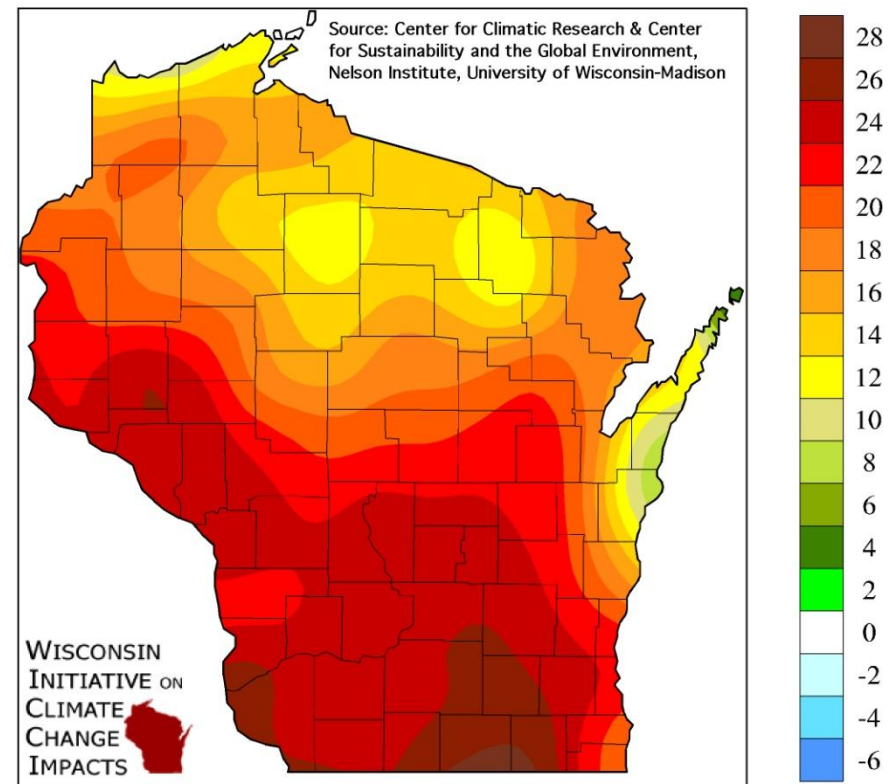 Source: Center for Climatic Research & Center
for Sustainability and the Global Environment,
Nelson Institute, University of Wisconsin-Madison
28
26
24
22
20
18
16
14
12
10
8
6
4
2
0
-2
-4
-6
WISCONSIN
INITIATIVE ON
CLIMATE
CHANGE
IMPACTS